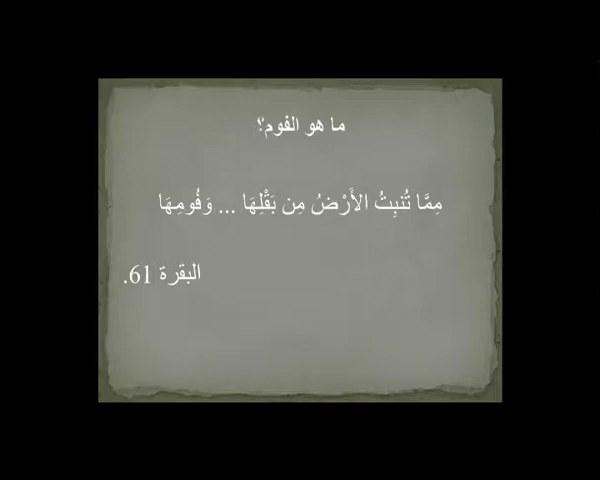 ما هو الفوم؟
مِمَّا تُنبِتُ الأَرْضُ مِن بَقْلِهَا ... وَفُومِهَا
البقرة 61.